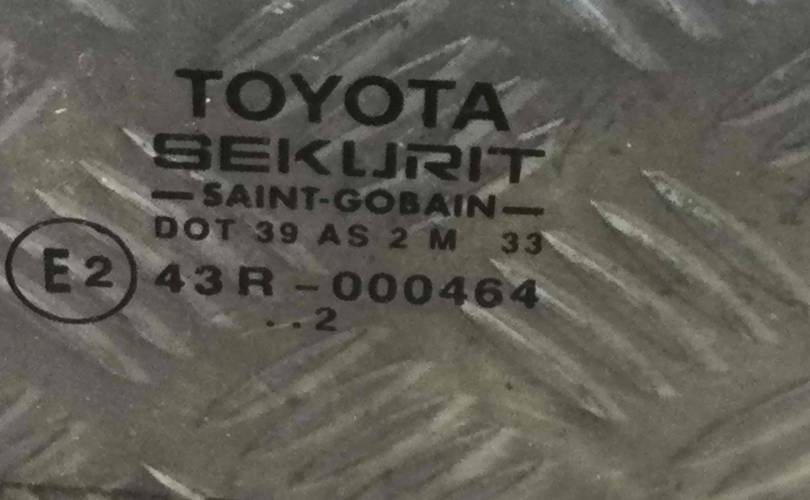 TOYOTA
SEKURIT
—SAINT-GOBAIN—
DOT 39 AS 2 M 33
E2 43R -000464
..2